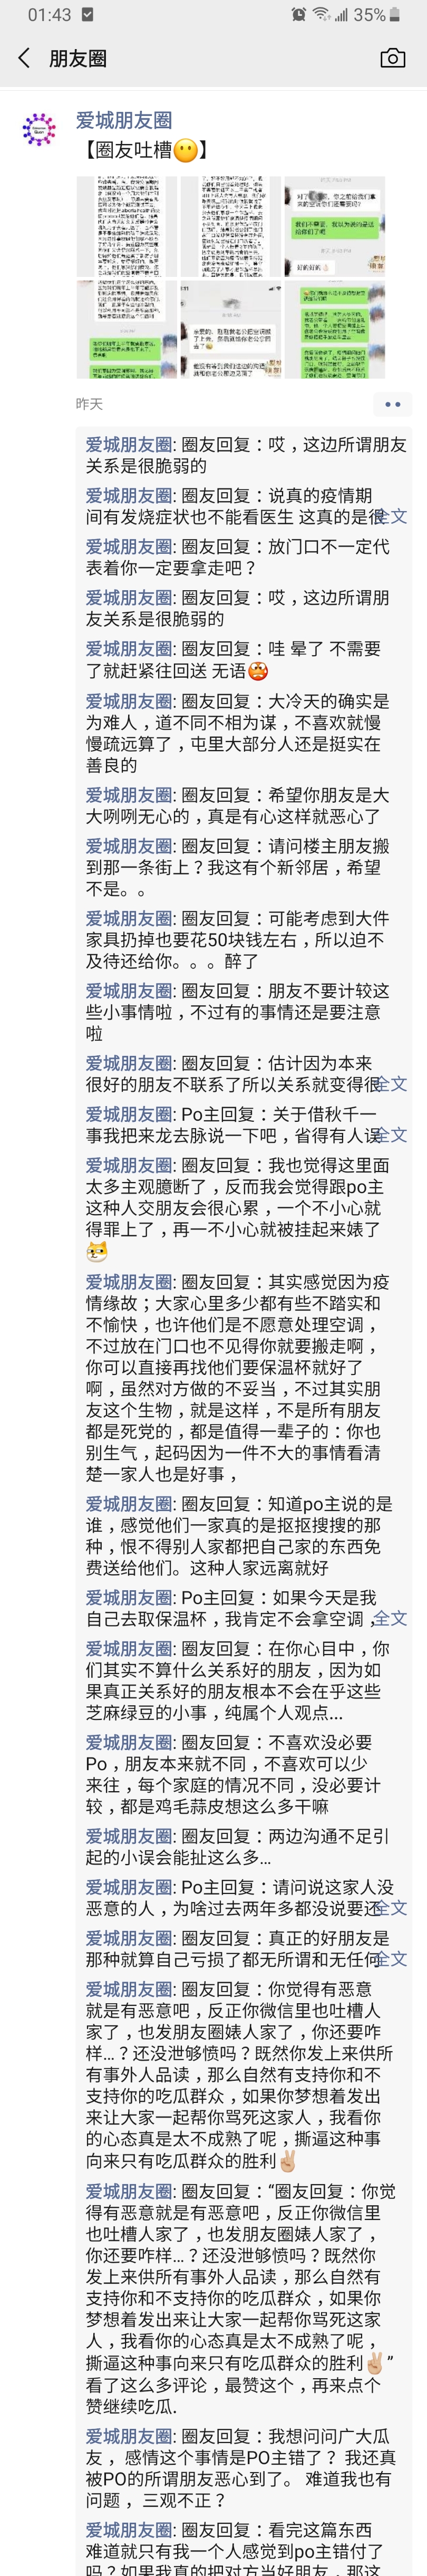 01:43
35%
朋友圈
爱城朋友圈
【圈友吐槽😶】
我们不需要，我以为说的是送
给你们了呢
好的好的👌
昨天
爱城朋友圈: 圈友回复：哎，这边所谓朋友
关系是很脆弱的
爱城朋友圈: 圈友回复：说真的疫情期
间有发烧症状也不能看医生 这真的是很全文
爱城朋友圈: 圈友回复：放门口不一定代
表着你一定要拿走吧？
爱城朋友圈: 圈友回复：哎，这边所谓朋
友关系是很脆弱的
爱城朋友圈: 圈友回复：哇 晕了 不需要
了就赶紧往回送 无语😡
爱城朋友圈: 圈友回复：大冷天的确实是
为难人，道不同不相为谋，不喜欢就慢
慢疏远算了，屯里大部分人还是挺实在
善良的
爱城朋友圈: 圈友回复：希望你朋友是大
大咧咧无心的，真是有心这样就恶心了
爱城朋友圈: 圈友回复：请问楼主朋友搬
到那一条街上？我这有个新邻居，希望
不是。。
爱城朋友圈: 圈友回复：可能考虑到大件
家具扔掉也要花50块钱左右，所以迫不
及待还给你。。。醉了
爱城朋友圈: 圈友回复：朋友不要计较这
些小事情啦，不过有的事情还是要注意
啦
爱城朋友圈: 圈友回复：估计因为本来
很好的朋友不联系了所以关系就变得很全文
爱城朋友圈: Po主回复：关于借秋千一
事我把来龙去脉说一下吧，省得有人误全文
爱城朋友圈: 圈友回复：我也觉得这里面
太多主观臆断了，反而我会觉得跟po主
这种人交朋友会很心累，一个不小心就
得罪上了，再一不小心就被挂起来婊了
爱城朋友圈: 圈友回复：其实感觉因为疫
情缘故；大家心里多少都有些不踏实和
不愉快，也许他们是不愿意处理空调，
不过放在门口也不见得你就要搬走啊，
你可以直接再找他们要保温杯就好了
啊，虽然对方做的不妥当，不过其实朋
友这个生物，就是这样，不是所有朋友
都是死党的，都是值得一辈子的：你也
别生气，起码因为一件不大的事情看清
楚一家人也是好事，
爱城朋友圈: 圈友回复：知道po主说的是
谁，感觉他们一家真的是抠抠搜搜的那
种，恨不得别人家都把自己家的东西免
费送给他们。这种人家远离就好
爱城朋友圈: Po主回复：如果今天是我
自己去取保温杯，我肯定不会拿空调，全文
爱城朋友圈: 圈友回复：在你心目中，你
们其实不算什么关系好的朋友，因为如
果真正关系好的朋友根本不会在乎这些
芝麻绿豆的小事，纯属个人观点...
爱城朋友圈: 圈友回复：不喜欢没必要
Po，朋友本来就不同，不喜欢可以少
来往，每个家庭的情况不同，没必要计
较，都是鸡毛蒜皮想这么多干嘛
爱城朋友圈: 圈友回复：两边沟通不足引
起的小误会能扯这么多...
爱城朋友圈: Po主回复：请问说这家人没
恶意的人，为啥过去两年多都没说要还全文
爱城朋友圈: 圈友回复：真正的好朋友是
那种就算自己亏损了都无所谓和无任何全文
爱城朋友圈: 圈友回复：你觉得有恶意
就是有恶意吧，反正你微信里也吐槽人
家了，也发朋友圈婊人家了，你还要咋
样...？还没泄够愤吗？既然你发上来供所
有事外人品读，那么自然有支持你和不
支持你的吃瓜群众，如果你梦想着发出
来让大家一起帮你骂死这家人，我看你
的心态真是太不成熟了呢，撕逼这种事
向来只有吃瓜群众的胜利✌🏼
爱城朋友圈: 圈友回复：“圈友回复：你觉
得有恶意就是有恶意吧，反正你微信里
也吐槽人家了，也发朋友圈婊人家了，
你还要咋样...？还没泄够愤吗？既然你
发上来供所有事外人品读，那么自然有
支持你和不支持你的吃瓜群众，如果你
梦想着发出来让大家一起帮你骂死这家
人，我看你的心态真是太不成熟了呢，
撕逼这种事向来只有吃瓜群众的胜利✌🏼”
看了这么多评论，最赞这个，再来点个
赞继续吃瓜.
爱城朋友圈: 圈友回复：我想问问广大瓜
友，感情这个事情是PO主错了？ 我还真
被PO的所谓朋友恶心到了。 难道我也有
问题，三观不正？
爱城朋友圈: 圈友回复：看完这篇东西
难道就只有我一个人感觉到po主错付了
吗？如果我真的把对方当好朋友，那这